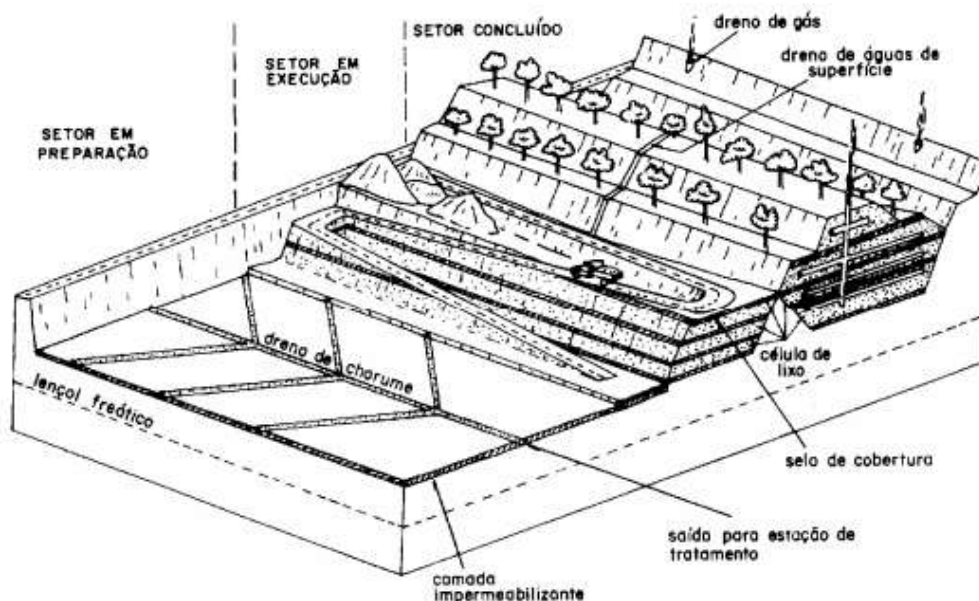 SETOR EM
PREPARAÇÃO
SETOR EM
EXECUÇÃO
SETOR CONCLUÍDO
dreno de gás
dreno de águas de
superfície
dreno de chorume
lençol freático
célula de
lixo
selo de cobertura
saída para estação de
tratamento
camada
impermeabilizante